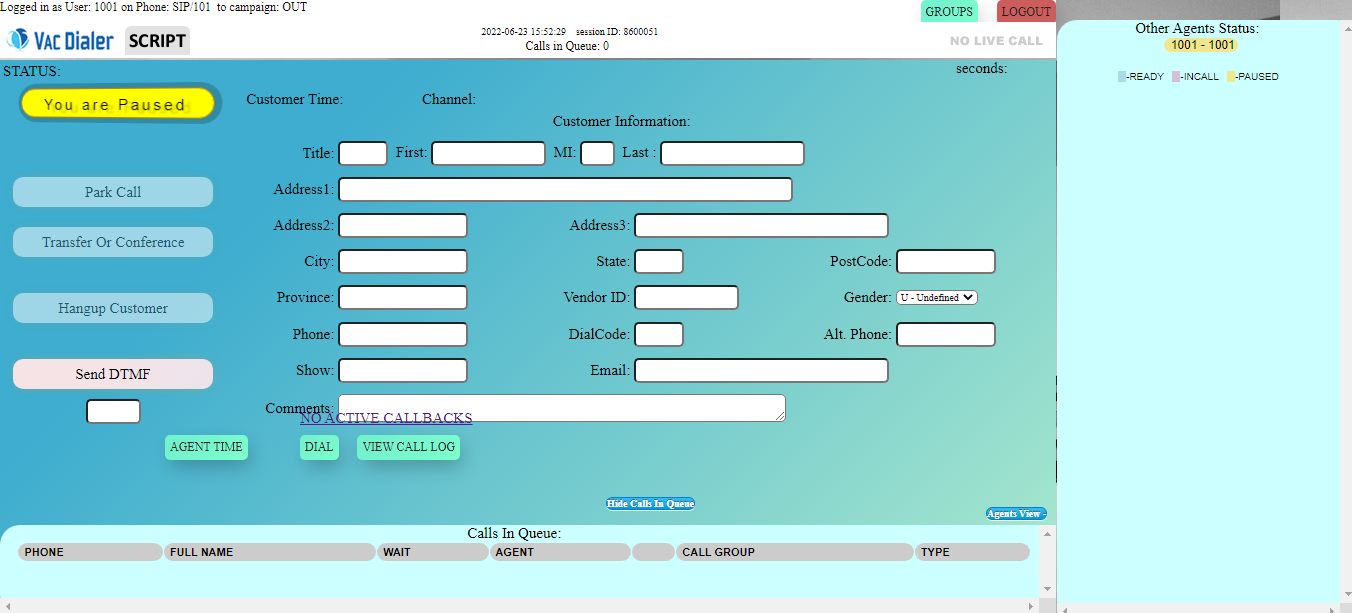 Logged in as User: 1001 on Phone: SIP/101 to campaign: OUT
GROUPS LOGOUT
VAC Dialer SCRIPT
2022-06-23 15:52:29 session ID: 8600051
Calls in Queue: 0
NO LIVE CALL
STATUS: seconds:
You are Paused
Customer Time: Channel:
Customer Information:
Title: First: MI: Last :
Park Call
Address1:
Address2: Address3:
Transfer Or Conference
City: State: PostCode:
Province: Vendor ID: Gender: U - Undefined
Hangup Customer
Phone: DialCode: Alt. Phone:
Show: Email:
Send DTMF
Comments:
NO ACTIVE CALLBACKS
AGENT TIME DIAL VIEW CALL LOG
Hide Calls In Queue
Agents View -
Calls In Queue:
PHONE FULL NAME WAIT AGENT CALL GROUP TYPE
Other Agents Status:
1001 - 1001
-READY -INCALL -PAUSED